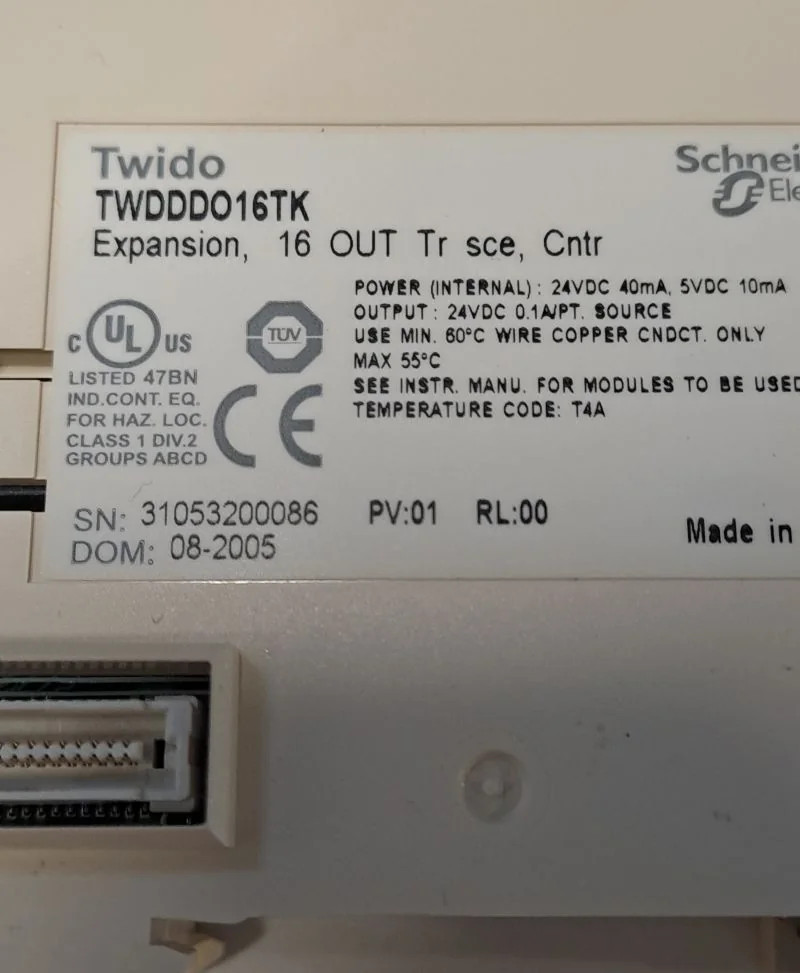 Twido
TWDDDO16TK
Expansion, 16 OUT Tr sce, Cntr
Schnei
Ele
POWER (INTERNAL) : 24VDC 40mA, 5VDC 10mA
OUTPUT : 24VDC 0.1A/PT. SOURCE
USE MIN. 60°C WIRE COPPER CNDCT. ONLY
MAX 55°C
SEE INSTR. MANU. FOR MODULES TO BE USED
TEMPERATURE CODE: T4A
C UL US
TÜV
LISTED 47BN
IND.CONT. EQ.
FOR HAZ. LOC.
CLASS 1 DIV.2
GROUPS ABCD
CE
SN: 31053200086 PV:01 RL:00
DOM: 08-2005
Made in